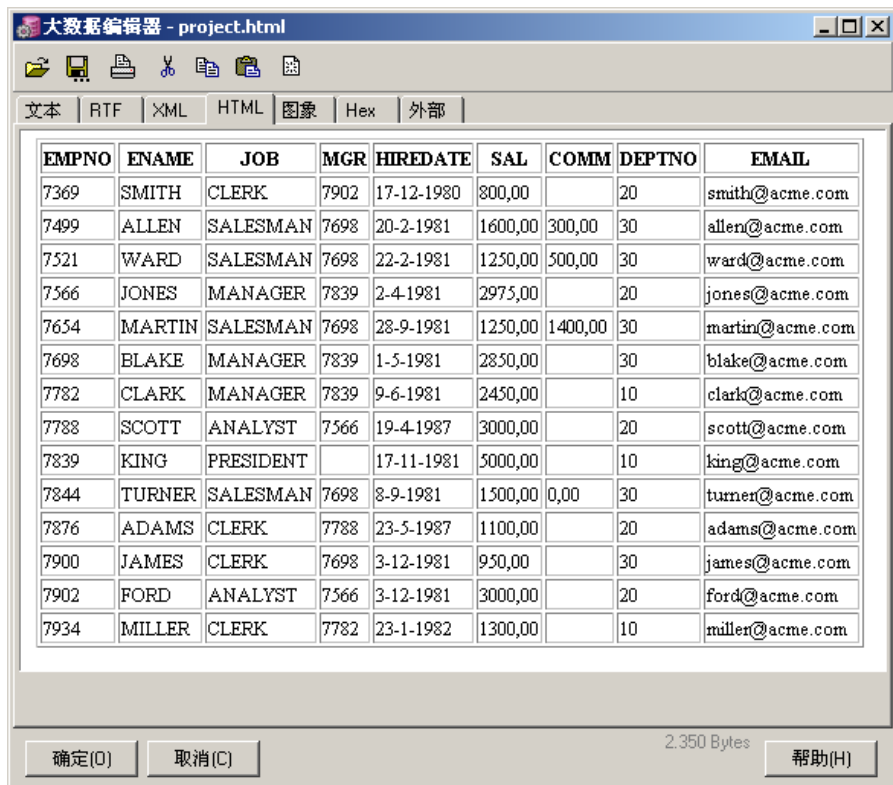 大数据编辑器 - project.html
文本 RTF XML HTML 图象 Hex 外部
EMPNO ENAME JOB MGR HIREDATE SAL COMM DEPTNO EMAIL
7369 SMITH CLERK 7902 17-12-1980 800,00 20 smith@acme.com
7499 ALLEN SALESMAN 7698 20-2-1981 1600,00 300,00 30 allen@acme.com
7521 WARD SALESMAN 7698 22-2-1981 1250,00 500,00 30 ward@acme.com
7566 JONES MANAGER 7839 2-4-1981 2975,00 20 jones@acme.com
7654 MARTIN SALESMAN 7698 28-9-1981 1250,00 1400,00 30 martin@acme.com
7698 BLAKE MANAGER 7839 1-5-1981 2850,00 30 blake@acme.com
7782 CLARK MANAGER 7839 9-6-1981 2450,00 10 clark@acme.com
7788 SCOTT ANALYST 7566 19-4-1987 3000,00 20 scott@acme.com
7839 KING PRESIDENT 17-11-1981 5000,00 10 king@acme.com
7844 TURNER SALESMAN 7698 8-9-1981 1500,00 0,00 30 turner@acme.com
7876 ADAMS CLERK 7788 23-5-1987 1100,00 20 adams@acme.com
7900 JAMES CLERK 7698 3-12-1981 950,00 30 james@acme.com
7902 FORD ANALYST 7566 3-12-1981 3000,00 20 ford@acme.com
7934 MILLER CLERK 7782 23-1-1982 1300,00 10 miller@acme.com
2.350 Bytes
确定(O) 取消(C) 帮助(H)